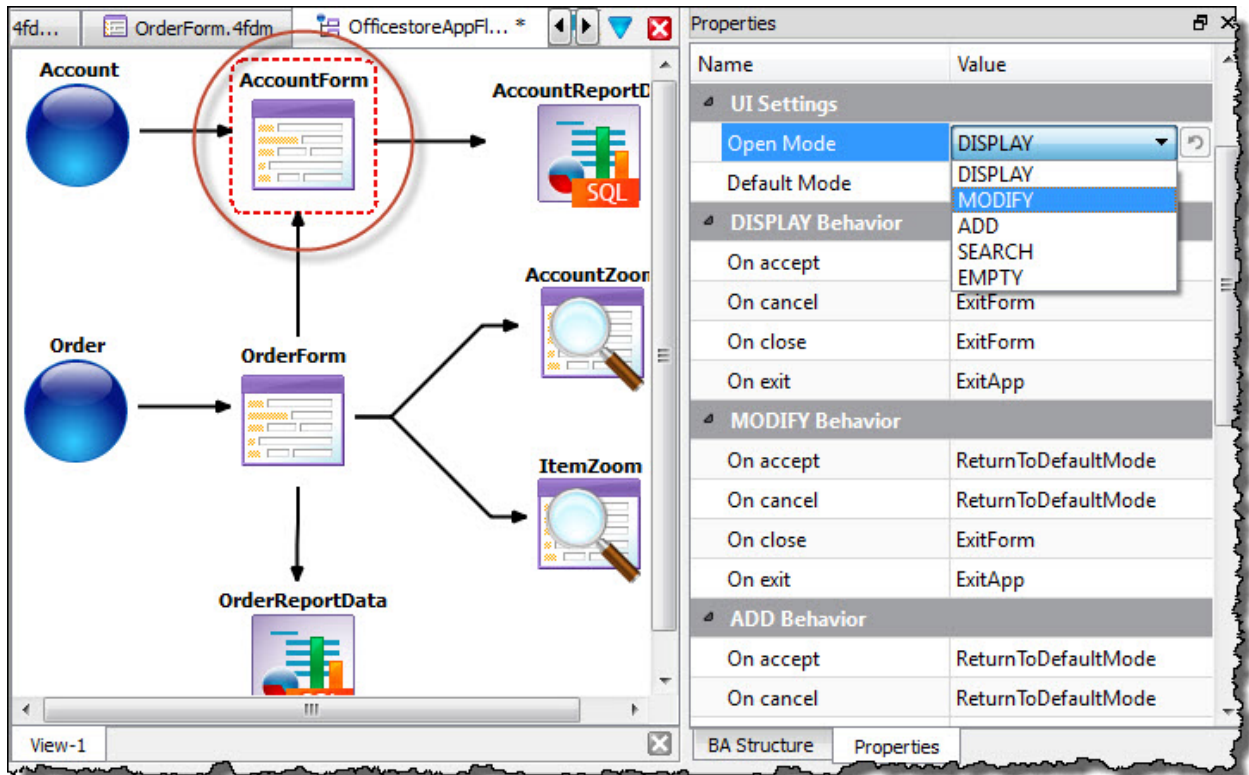 4fd...
OrderForm.4fdm
OfficestoreAppFl... *
Account
AccountForm
AccountReportD
SQL
AccountZoon
Order
OrderForm
ItemZoom
OrderReportData
View-1
Properties
Name Value
UI Settings
Open Mode DISPLAY
DISPLAY
Default Mode
MODIFY
DISPLAY Behavior
ADD
On accept
SEARCH
EMPTY
On cancel ExitForm
On close ExitForm
On exit ExitApp
MODIFY Behavior
On accept ReturnToDefaultMode
On cancel ReturnToDefaultMode
On close ExitForm
On exit ExitApp
ADD Behavior
On accept ReturnToDefaultMode
On cancel ReturnToDefaultMode
BA Structure Properties